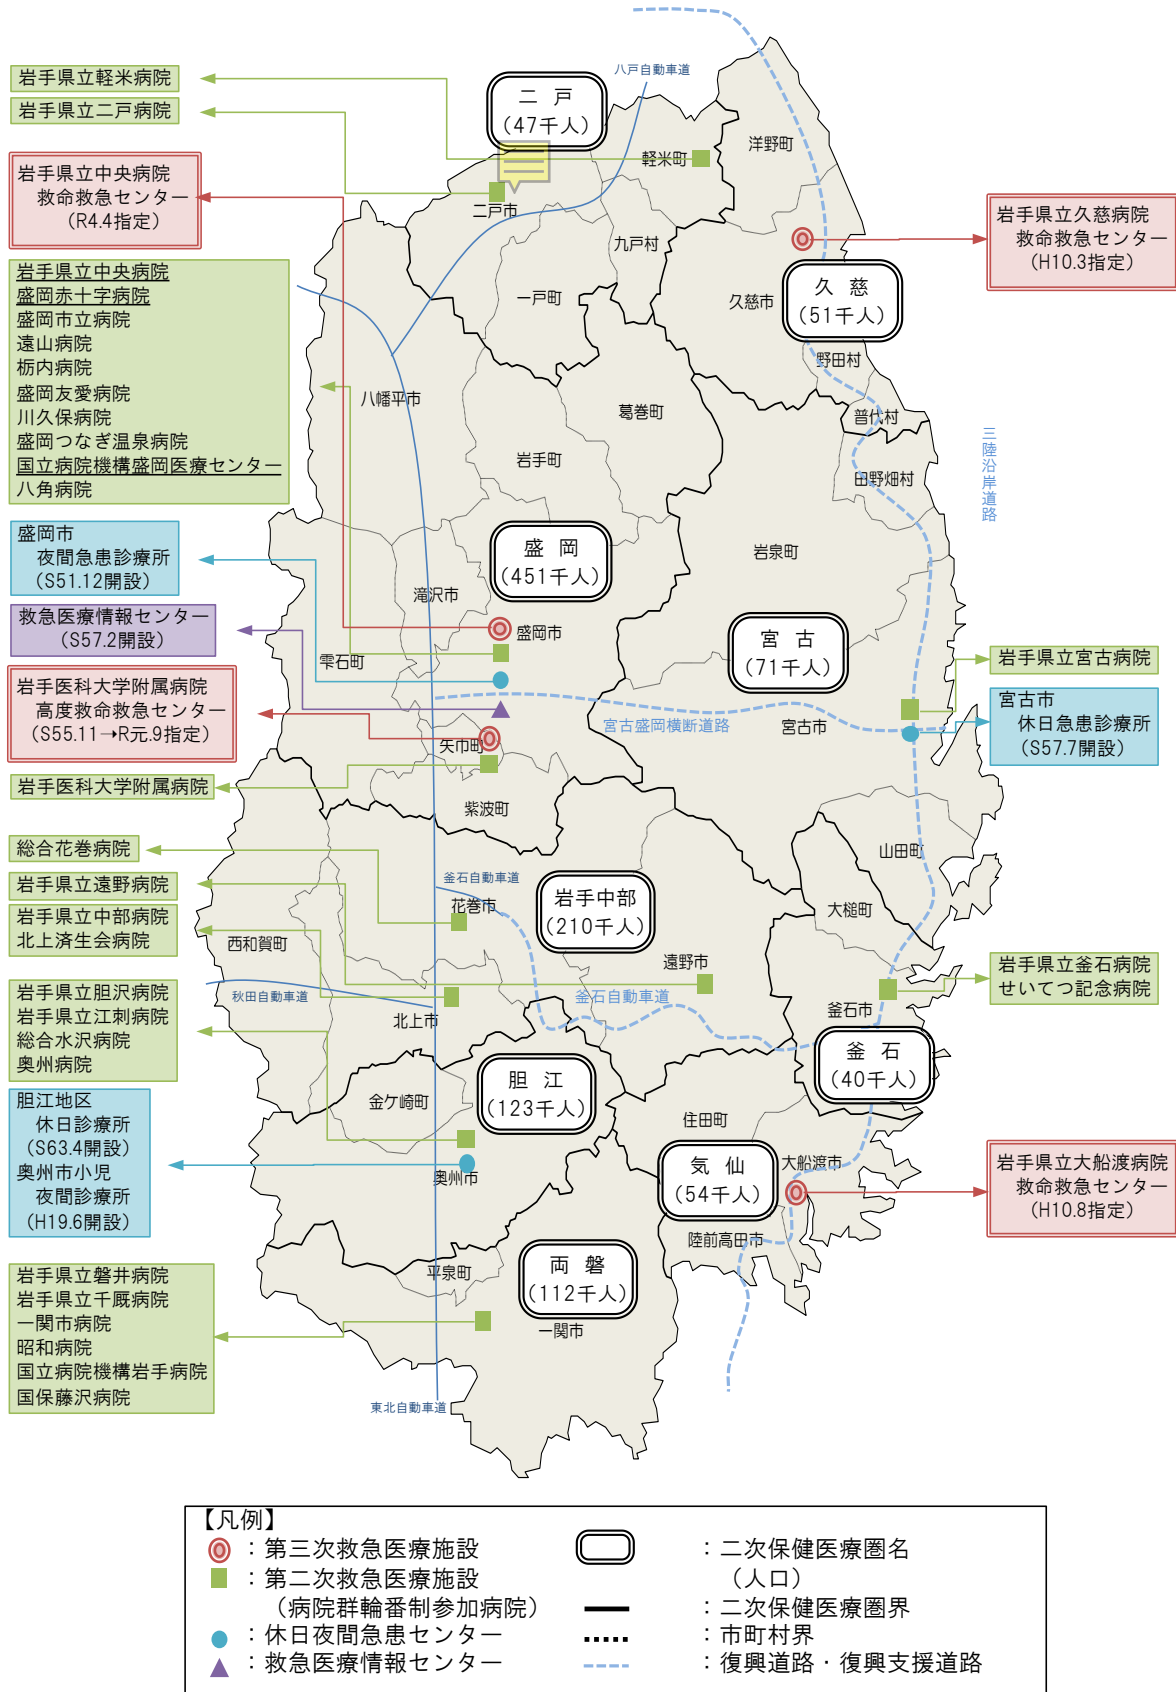 岩手県立軽米病院
岩手県立二戸病院
岩手県立中央病院
救命救急センター
(R4.4指定)
岩手県立中央病院
盛岡赤十字病院
盛岡市立病院
遠山病院
栃内病院
盛岡友愛病院
川久保病院
盛岡つなぎ温泉病院
国立病院機構盛岡医療センター
八角病院
盛岡市
夜間急患診療所
(S51.12開設)
救急医療情報センター
(S57.2開設)
岩手医科大学附属病院
高度救命救急センター
(S55.11→R元.9指定)
岩手医科大学附属病院
総合花巻病院
岩手県立遠野病院
岩手県立中部病院
北上済生会病院
岩手県立胆沢病院
岩手県立江刺病院
総合水沢病院
奥州病院
胆江地区
休日診療所
(S63.4開設)
奥州市小児
夜間診療所
(H19.6開設)
岩手県立磐井病院
岩手県立千厩病院
一関市病院
昭和病院
国立病院機構岩手病院
国保藤沢病院
二 戸
(47千人)
八戸自動車道
洋野町
軽米町
二戸市
九戸村
一戸町
久慈市
久 慈
(51千人)
野田村
普代村
八幡平市
葛巻町
岩手町
田野畑村
三陸沿岸道路
盛 岡
(451千人)
岩泉町
滝沢市
盛岡市
雫石町
宮 古
(71千人)
宮古盛岡横断道路
宮古市
矢巾町
紫波町
山田町
大槌町
釜石自動車道
花巻市
岩手中部
(210千人)
西和賀町
遠野市
秋田自動車道
北上市
釜石自動車道
釜石市
釜 石
(40千人)
胆 江
(123千人)
金ケ崎町
住田町
奥州市
気 仙
(54千人)
大船渡市
陸前高田市
平泉町
両 磐
(112千人)
一関市
東北自動車道
岩手県立久慈病院
救命救急センター
(H10.3指定)
岩手県立宮古病院
宮古市
休日急患診療所
(S57.7開設)
岩手県立釜石病院
せいてつ記念病院
岩手県立大船渡病院
救命救急センター
(H10.8指定)
【凡例】
：第三次救急医療施設
：第二次救急医療施設
(病院群輪番制参加病院)
：休日夜間急患センター
：救急医療情報センター
：二次保健医療圏名
(人口)
：二次保健医療圏界
：市町村界
：復興道路・復興支援道路